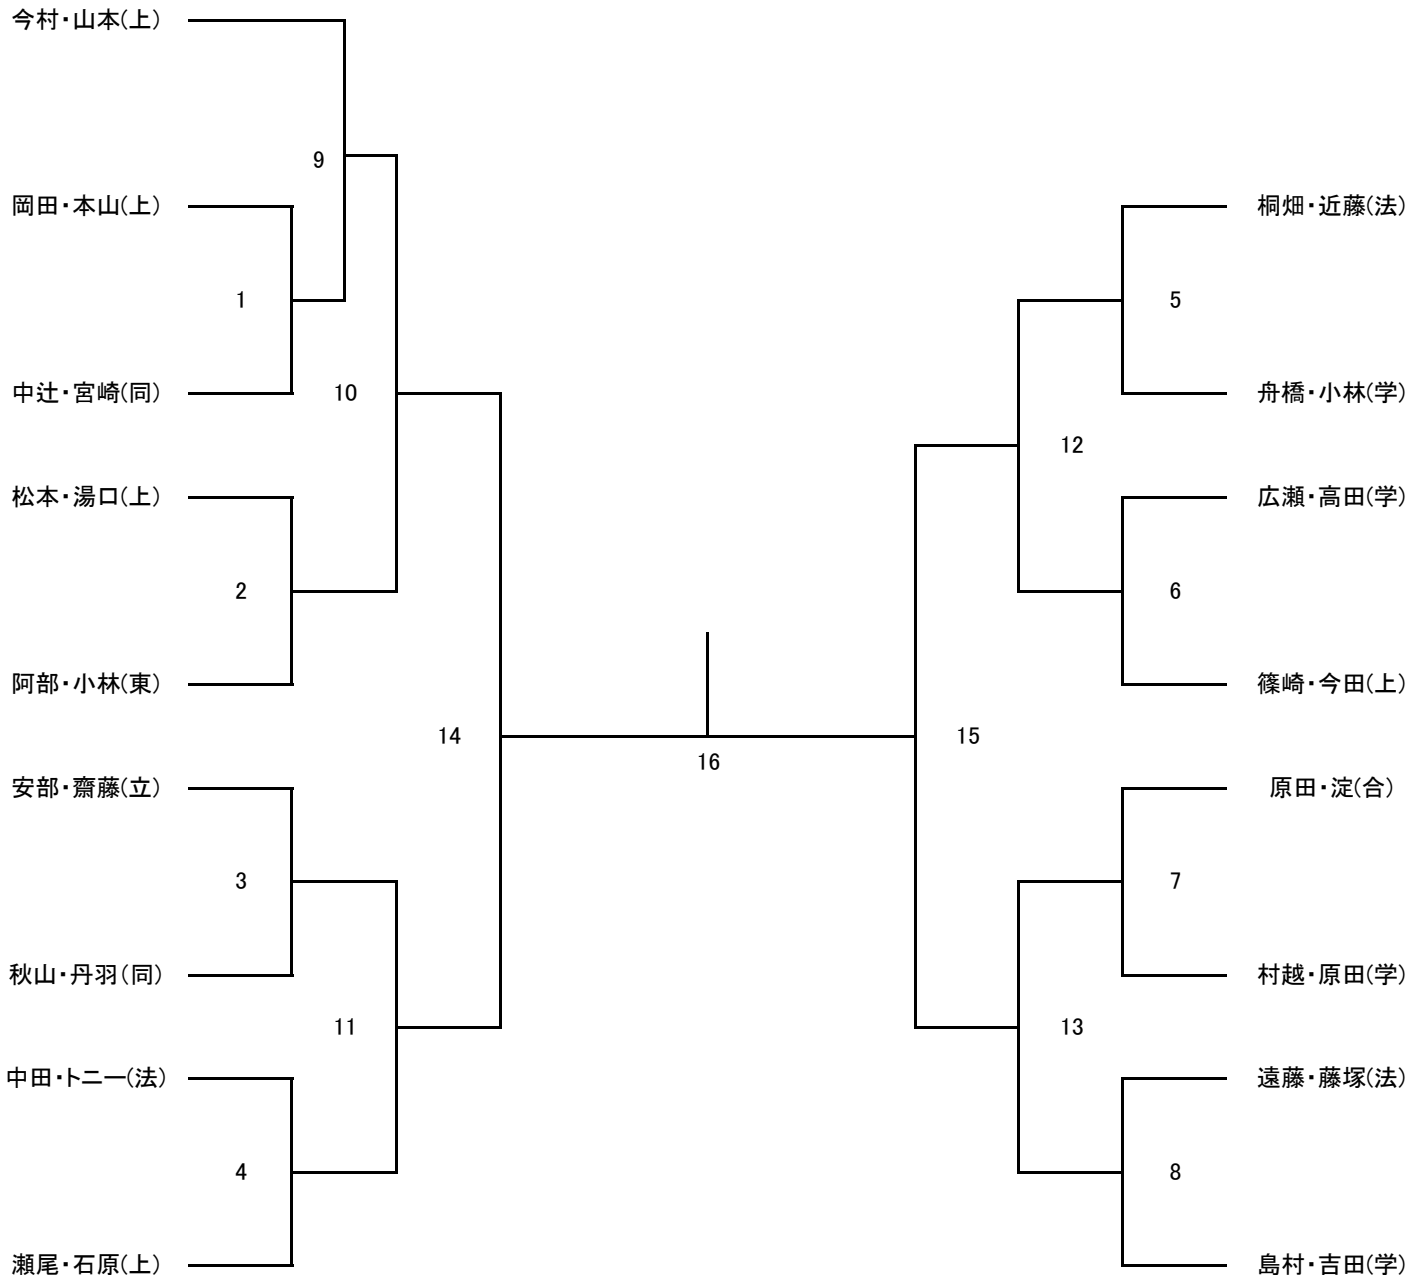 今村・山本(上)
9
岡田・本山(上)
桐畑・近藤(法)
1
5
中辻・宮崎(同)
10
舟橋・小林(学)
12
松本・湯口(上)
広瀬・高田(学)
2
6
阿部・小林(東)
篠崎・今田(上)
14
15
16
安部・齋藤(立)
原田・淀(合)
3
7
秋山・丹羽(同)
村越・原田(学)
11
13
中田・トニー(法)
遠藤・藤塚(法)
4
8
瀬尾・石原(上)
島村・吉田(学)